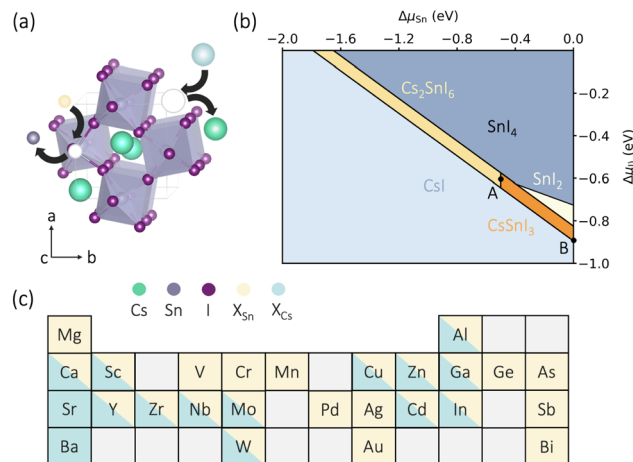 (a)
a
c
b
(b)
Δμ_Sn (eV)
−2.0 −1.6 −1.2 −0.8 −0.4 0.0
Cs₂SnI₆
SnI₄
SnI₂
CsI
A
CsSnI₃
B
−0.2
−0.4
−0.6
−0.8
−1.0
(c)
Cs Sn I X_Sn X_Cs
Mg Al
Ca Sc V Cr Mn Cu Zn Ga Ge As
Sr Y Zr Nb Mo Pd Ag Cd In Sb
Ba W Au Bi